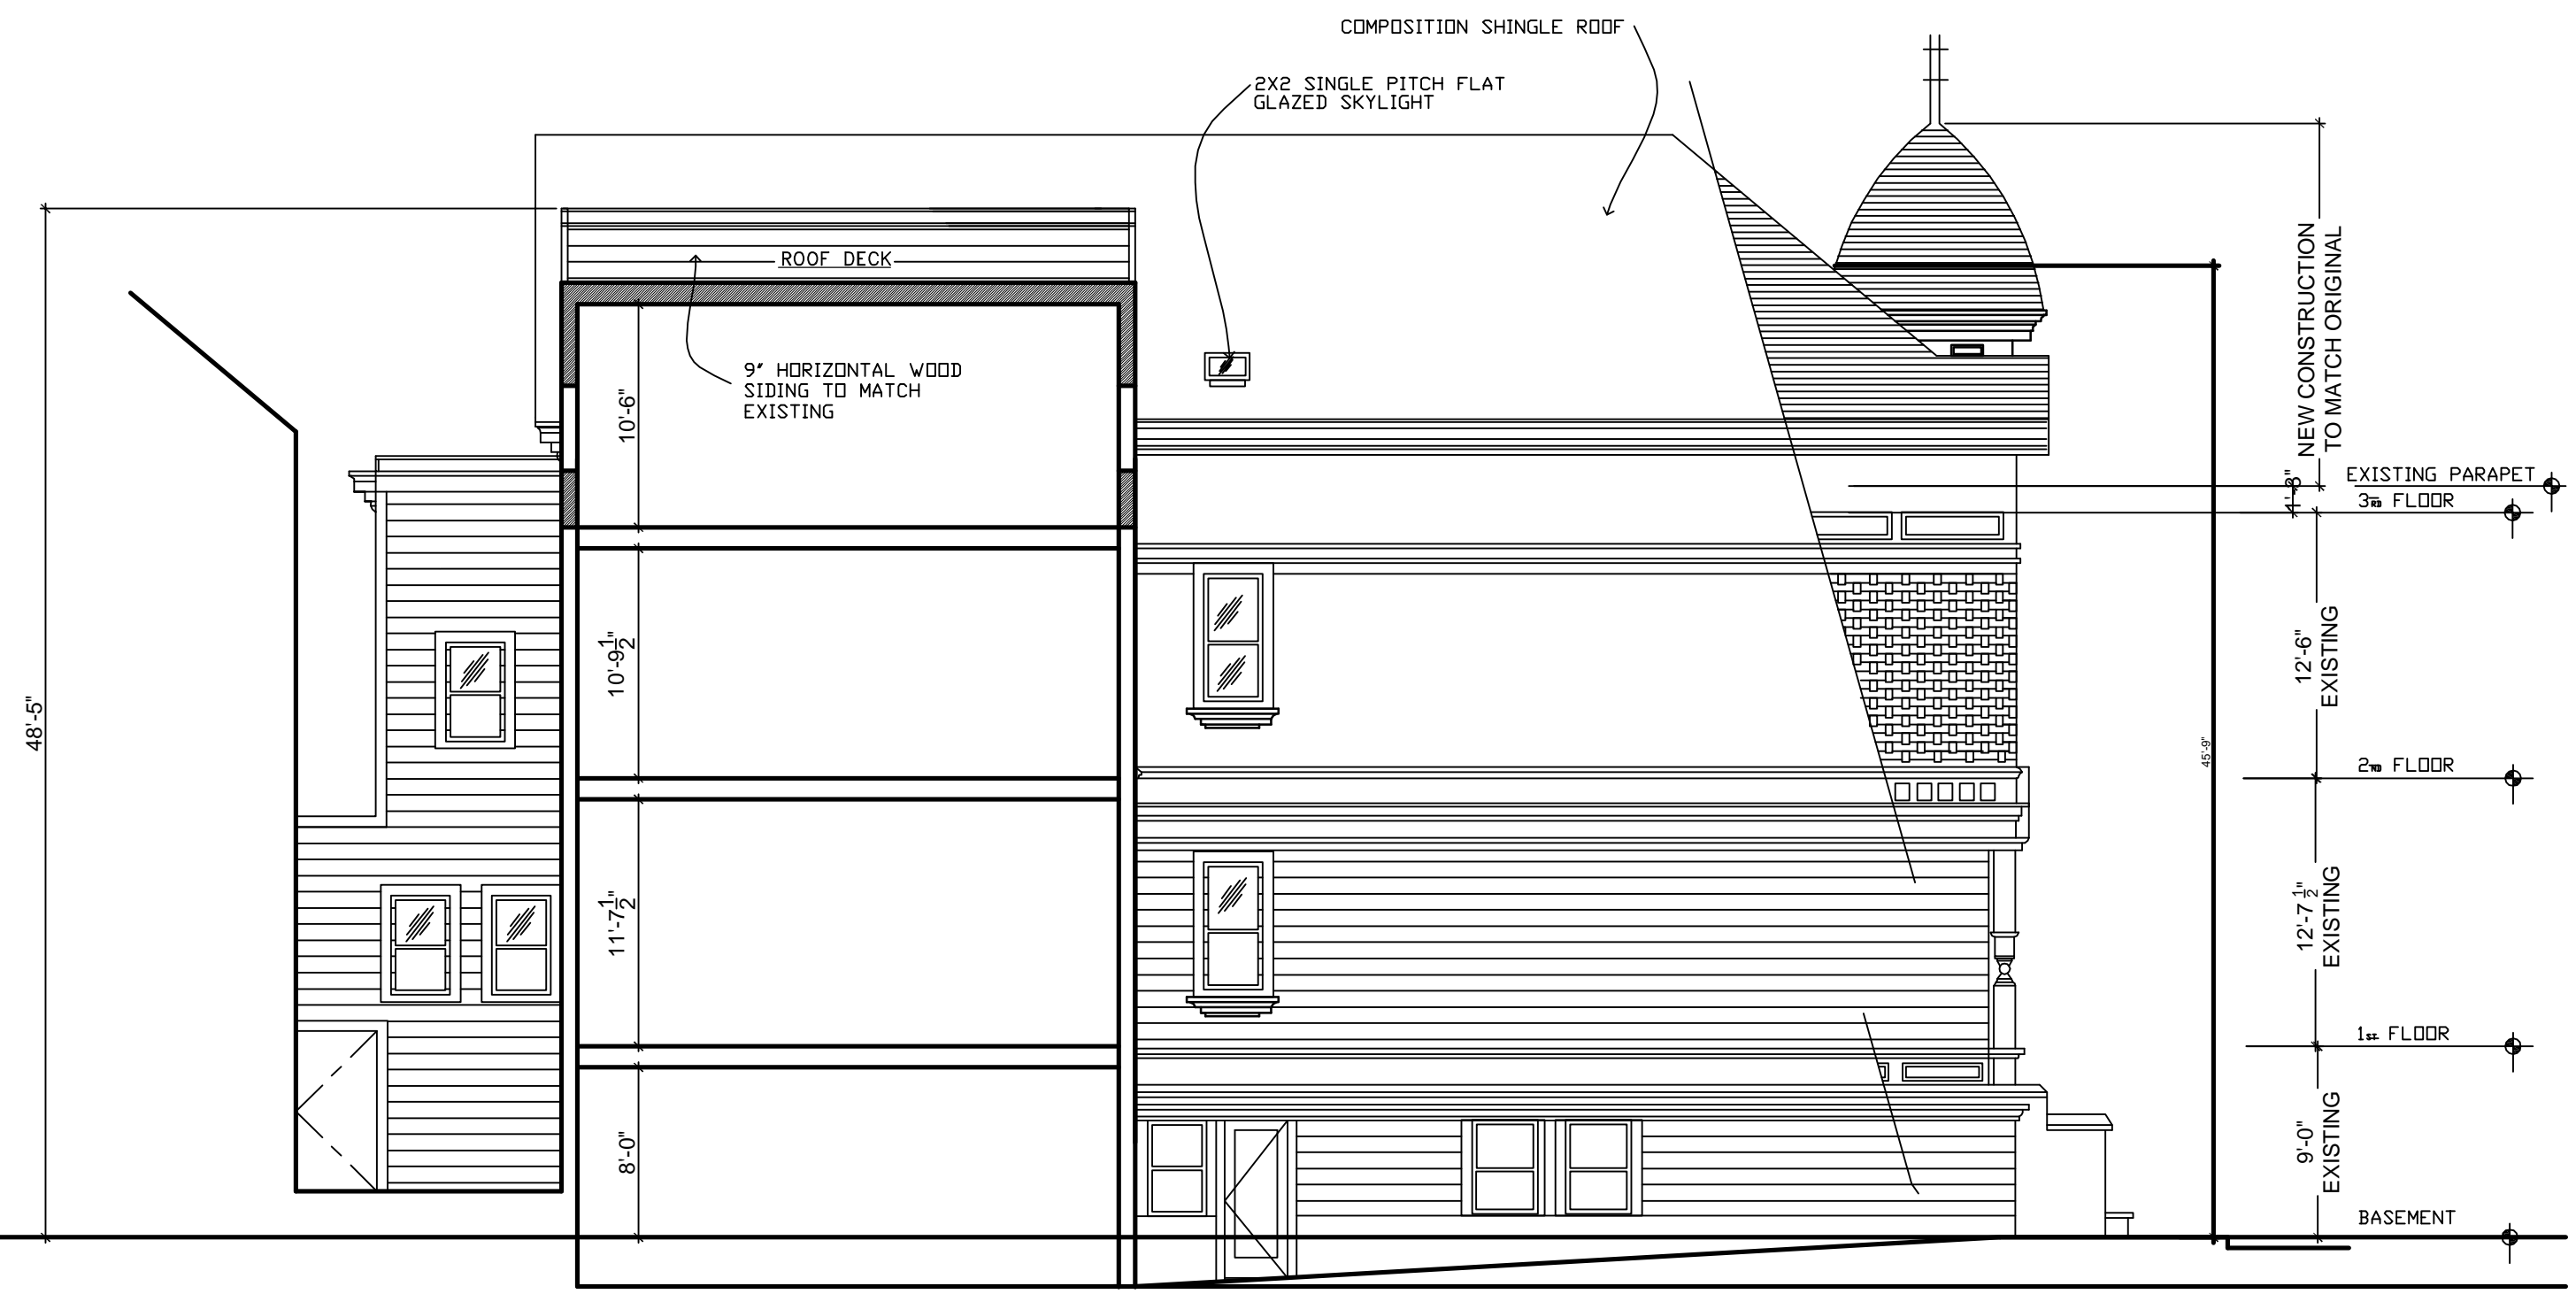 COMPOSITION SHINGLE ROOF
2X2 SINGLE PITCH FLAT
GLAZED SKYLIGHT
ROOF DECK
9" HORIZONTAL WOOD
SIDING TO MATCH
EXISTING
48'-5"
10'-6"
10'-9 1/2"
11'-7 1/2"
8'-0"
NEW CONSTRUCTION
TO MATCH ORIGINAL
EXISTING PARAPET
3RD FLOOR
12'-6"
EXISTING
45'-9"
2ND FLOOR
12'-7 1/2"
EXISTING
1ST FLOOR
9'-0"
EXISTING
BASEMENT